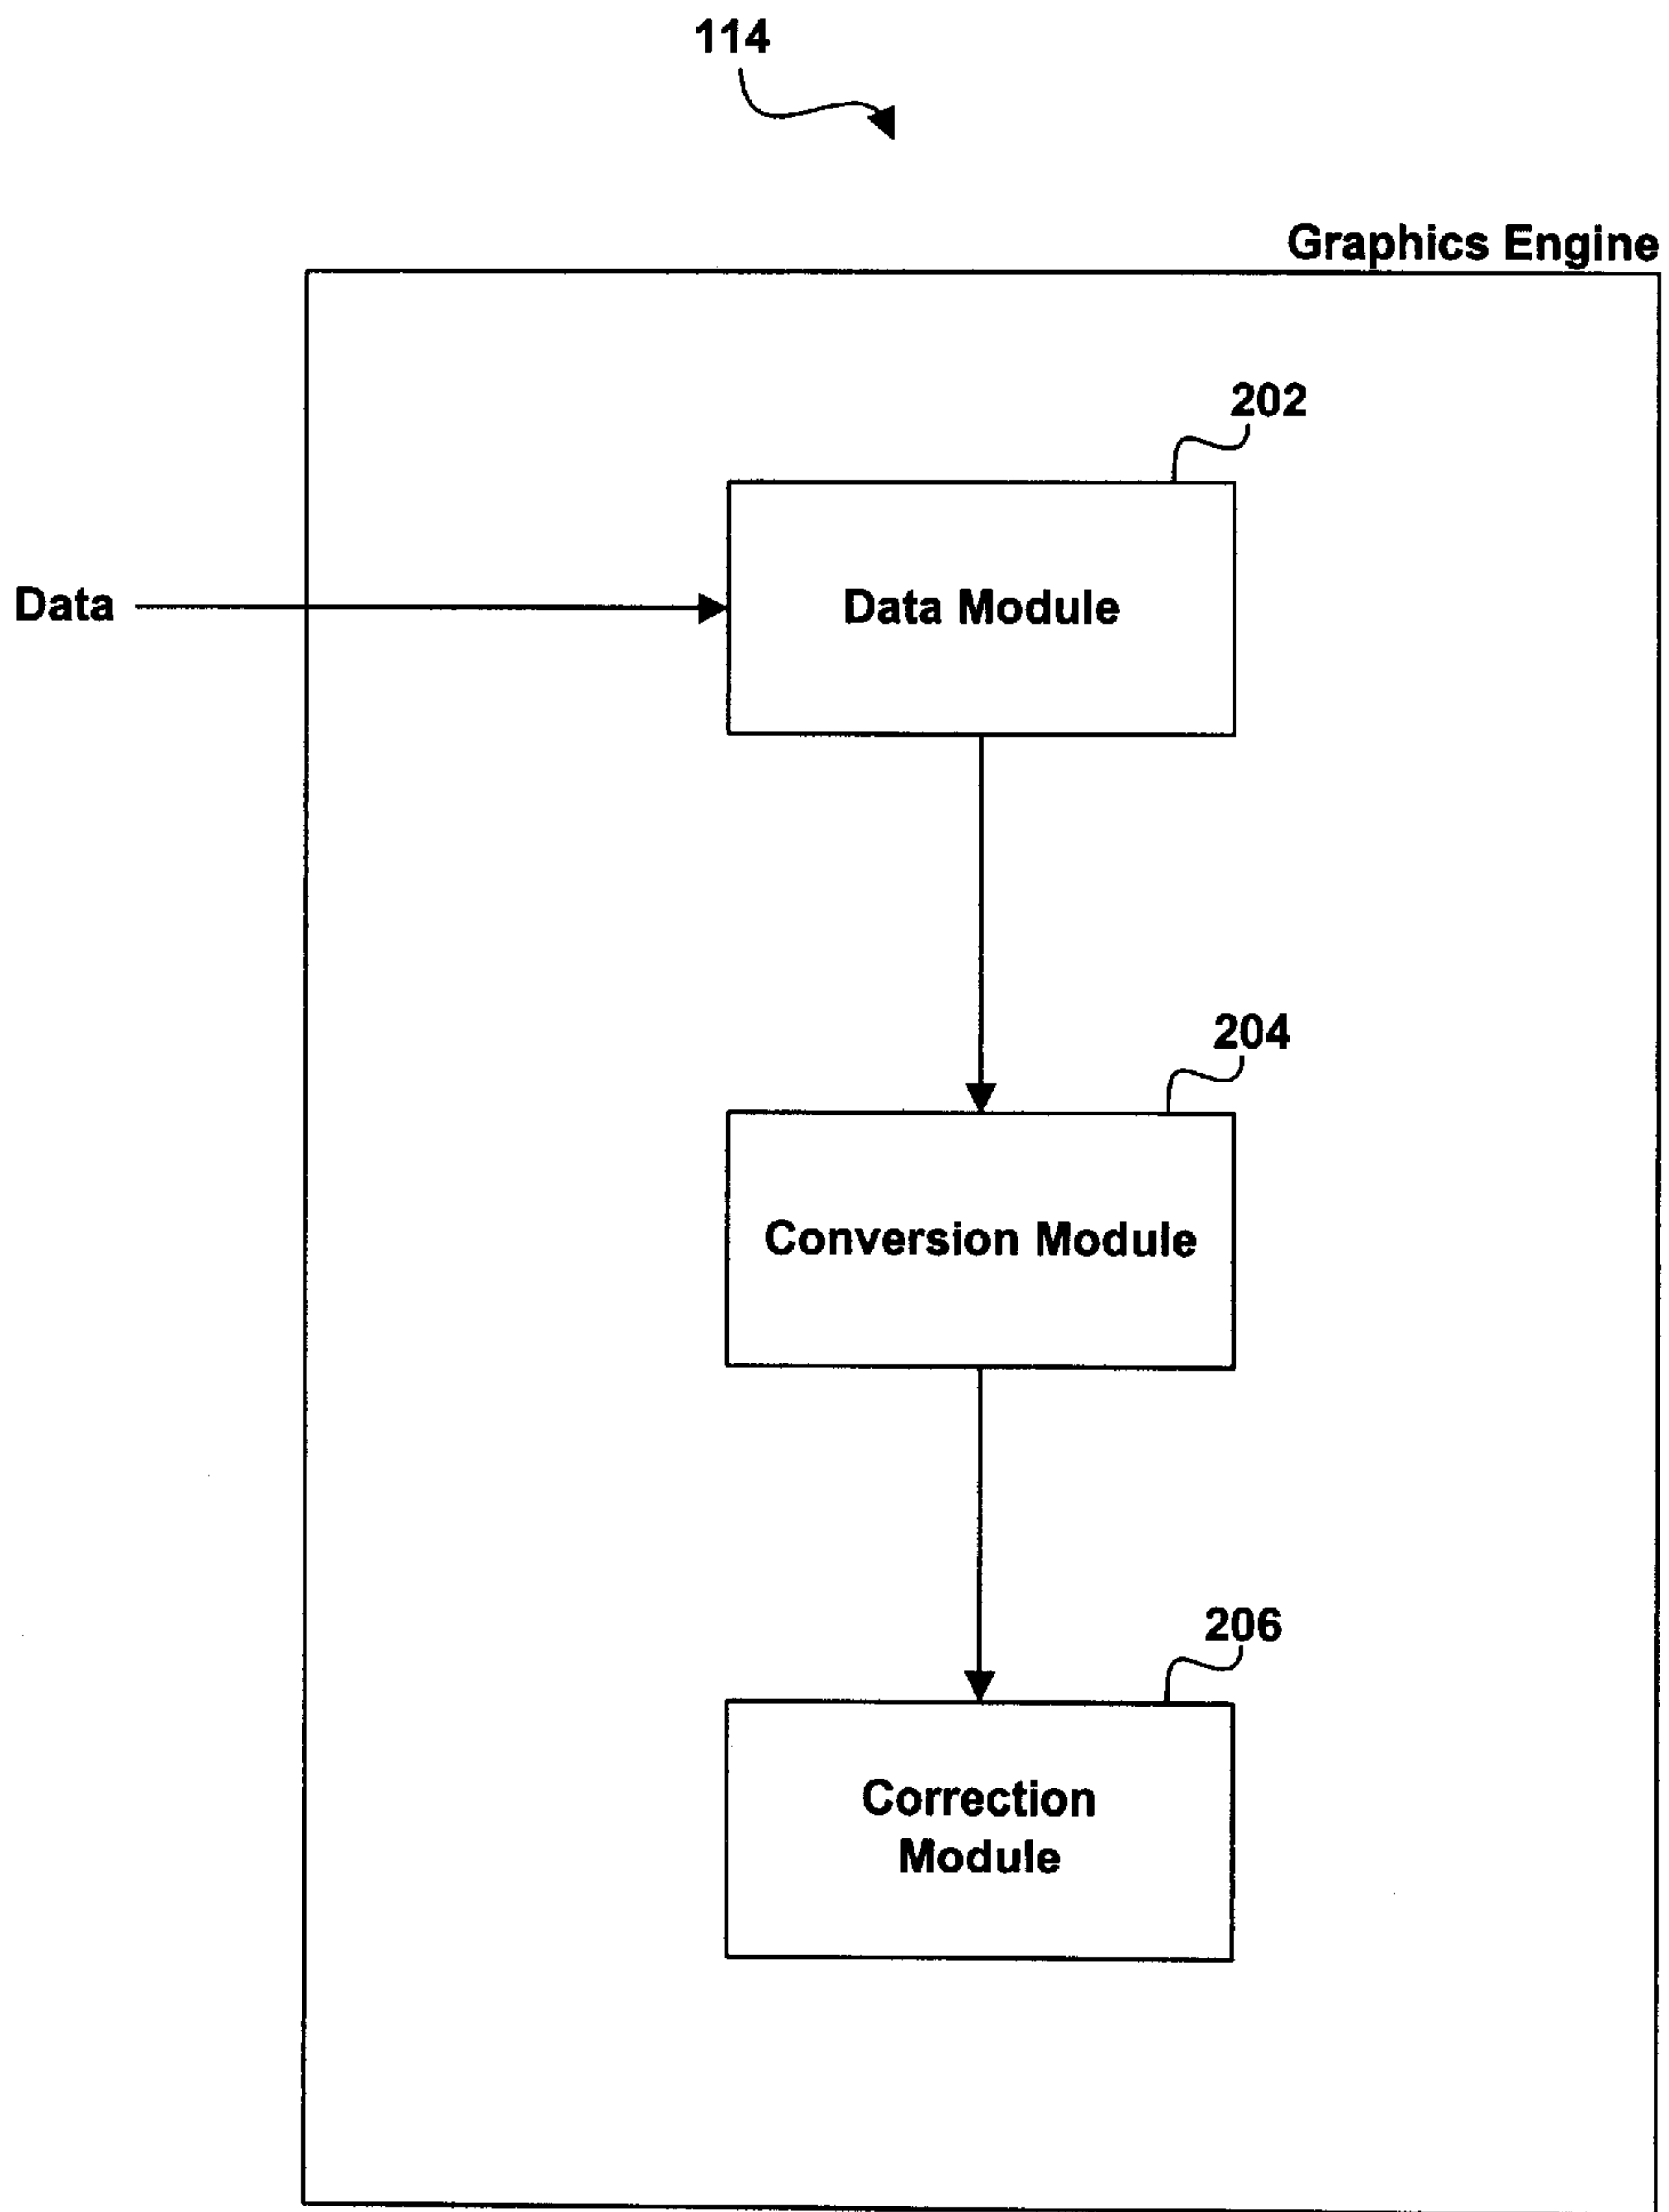 114
Graphics Engine
202
Data
Data Module
204
Conversion Module
206
Correction
Module